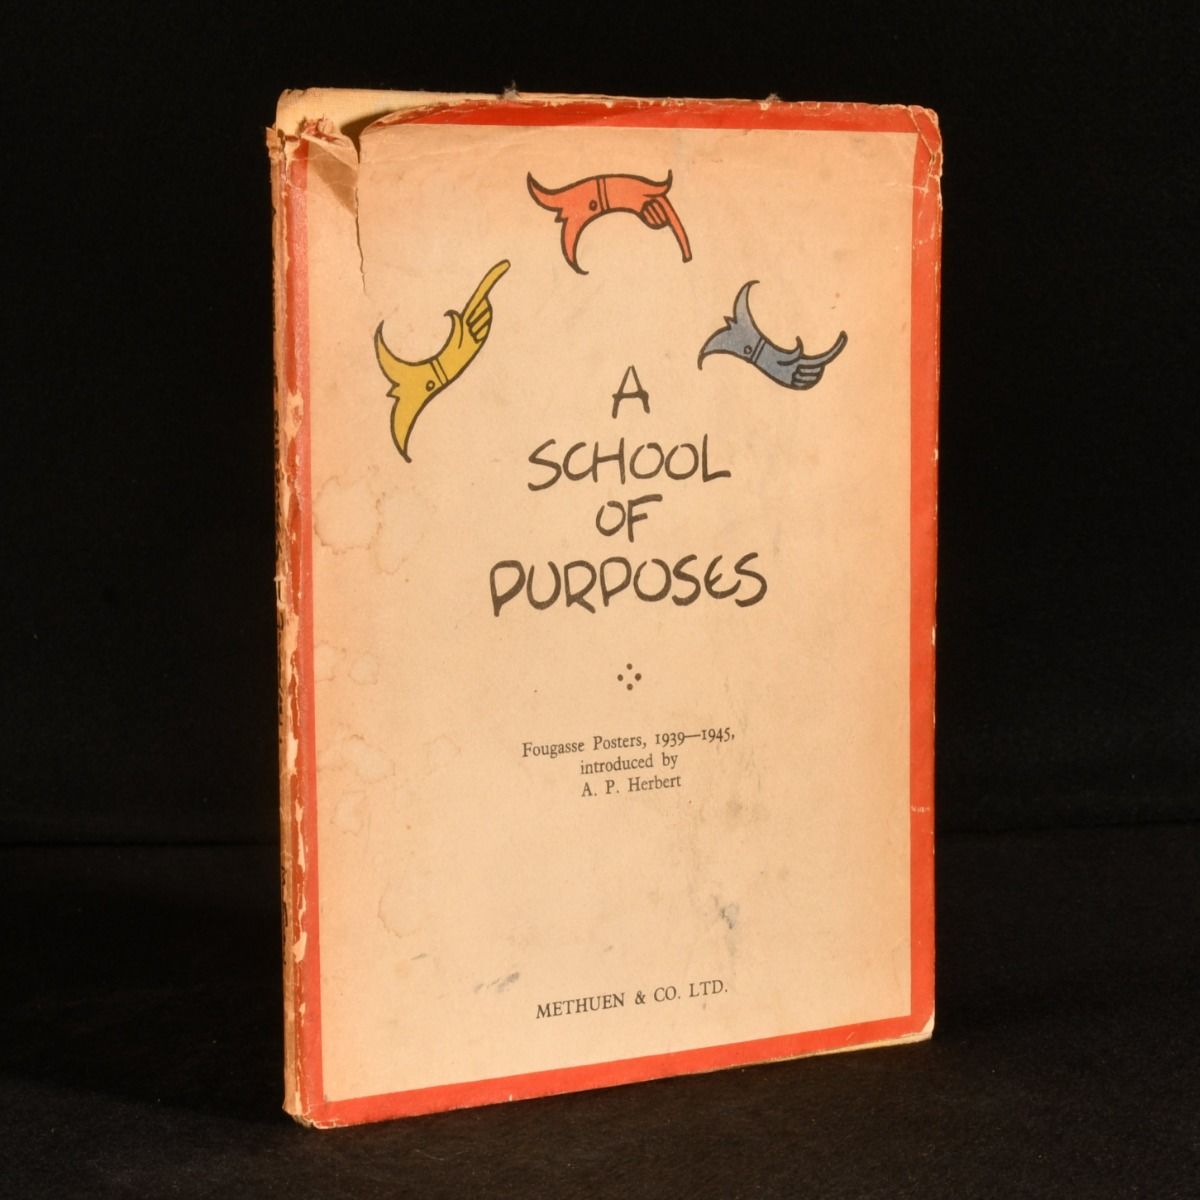 A
SCHOOL
OF
PURPOSES
Fougasse Posters, 1939—1945,
introduced by
A. P. Herbert
METHUEN & CO. LTD.